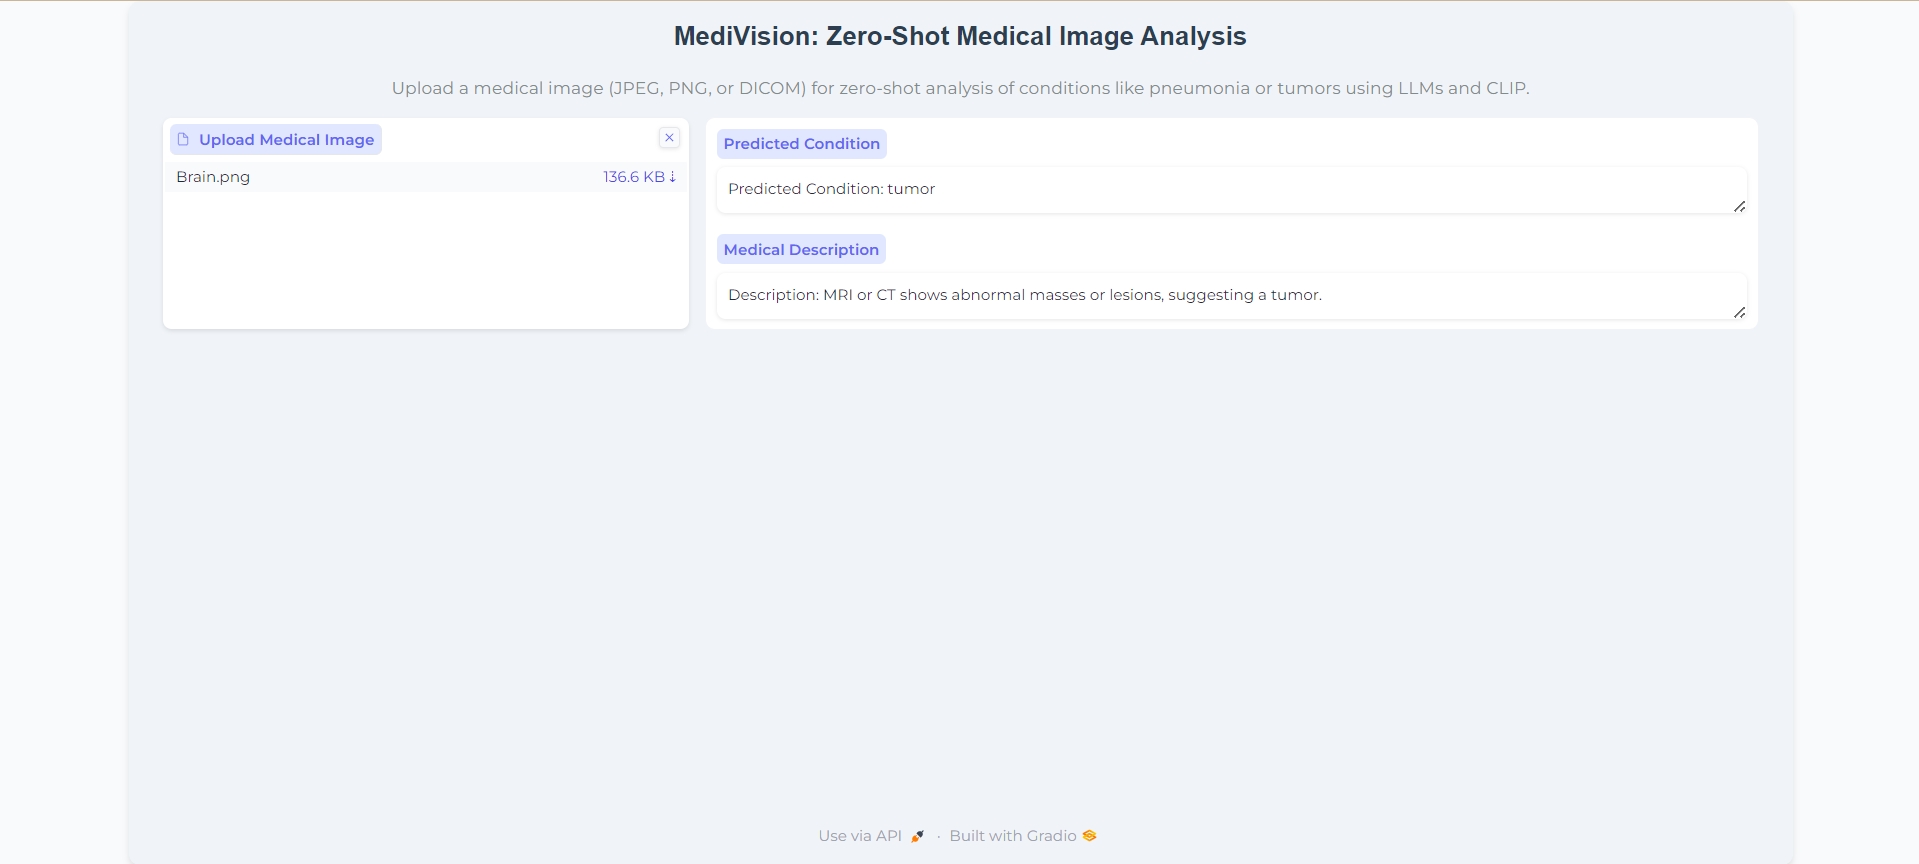 MediVision: Zero-Shot Medical Image Analysis
Upload a medical image (JPEG, PNG, or DICOM) for zero-shot analysis of conditions like pneumonia or tumors using LLMs and CLIP.
Upload Medical Image
Brain.png 136.6 KB ↓
Predicted Condition
Predicted Condition: tumor
Medical Description
Description: MRI or CT shows abnormal masses or lesions, suggesting a tumor.
Use via API · Built with Gradio